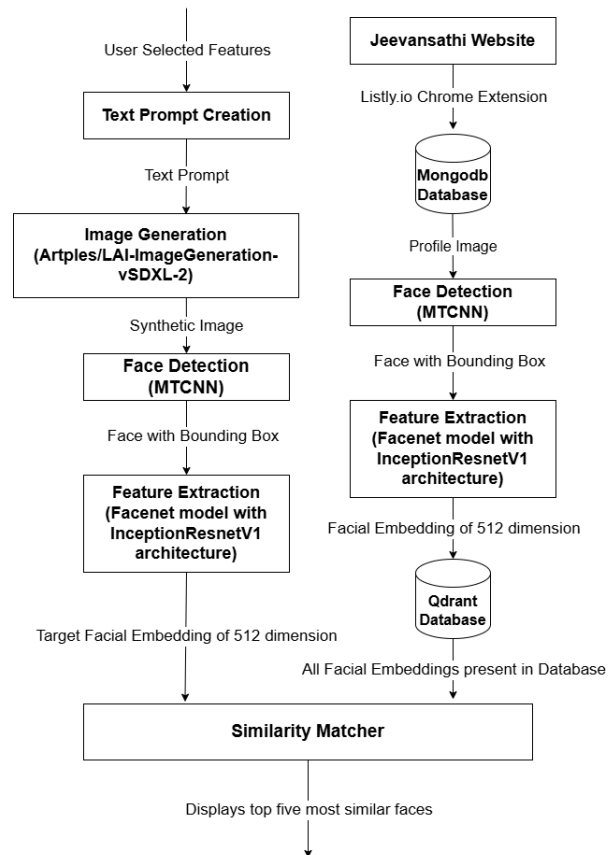 User Selected Features
Text Prompt Creation
Text Prompt
Image Generation
(Artples/LAI-ImageGeneration-
vSDXL-2)
Synthetic Image
Face Detection
(MTCNN)
Face with Bounding Box
Feature Extraction
(Facenet model with
InceptionResnetV1
architecture)
Target Facial Embedding of 512 dimension
Jeevansathi Website
Listly.io Chrome Extension
Mongodb
Database
Profile Image
Face Detection
(MTCNN)
Face with Bounding Box
Feature Extraction
(Facenet model with
InceptionResnetV1
architecture)
Facial Embedding of 512 dimension
Qdrant
Database
All Facial Embeddings present in Database
Similarity Matcher
Displays top five most similar faces